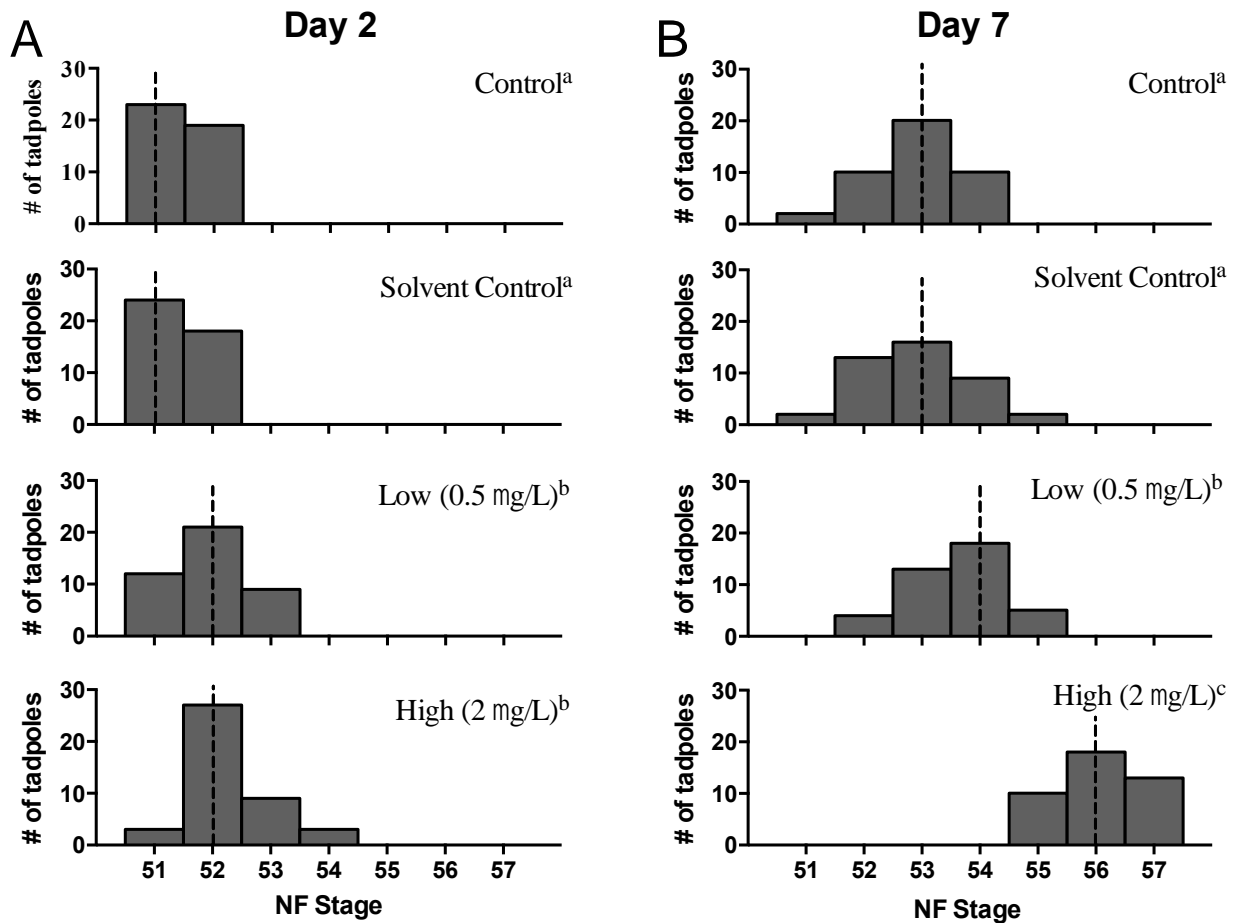 A
Day 2
Control^a
# of tadpoles
30
20
10
0
Solvent Control^a
# of tadpoles
30
20
10
0
Low (0.5 mg/L)^b
# of tadpoles
30
20
10
0
High (2 mg/L)^b
# of tadpoles
30
20
10
0
51 52 53 54 55 56 57
NF Stage
B
Day 7
Control^a
# of tadpoles
30
20
10
0
Solvent Control^a
# of tadpoles
30
20
10
0
Low (0.5 mg/L)^b
# of tadpoles
30
20
10
0
High (2 mg/L)^c
# of tadpoles
30
20
10
0
51 52 53 54 55 56 57
NF Stage